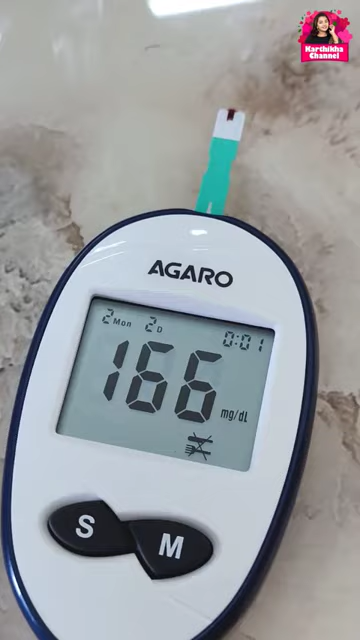 Karthikha
Channel
AGARO
2Mon 2D 0:01
166 mg/dL
S M